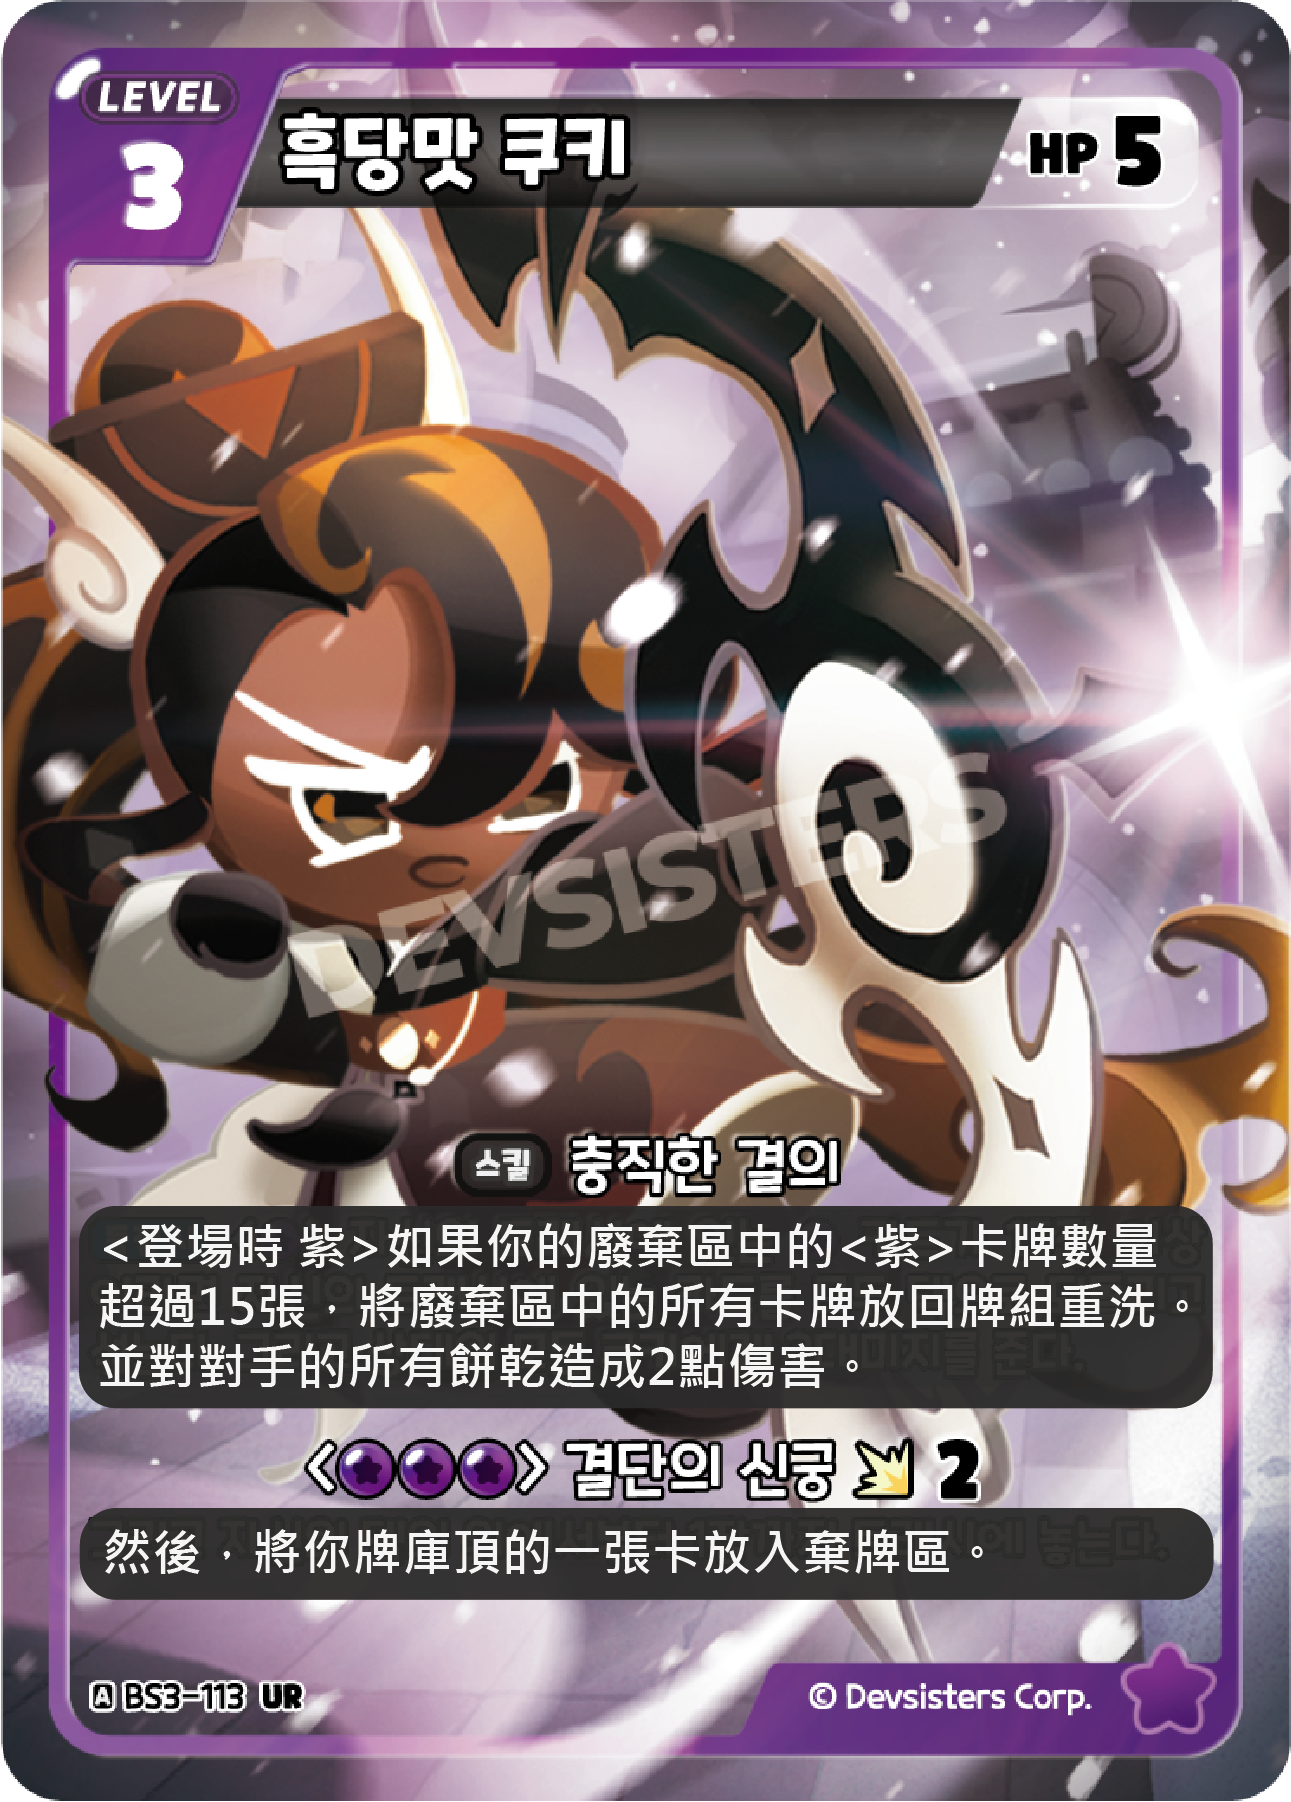 LEVEL
3
흑당맛 쿠키
HP 5
DEVSISTERS
스킬 충직한 결의
<登場時 紫>如果你的廢棄區中的<紫>卡牌數量
超過15張，將廢棄區中的所有卡牌放回牌組重洗。
並對對手的所有餅乾造成2點傷害。
결단의 신궁 2
然後，將你牌庫頂的一張卡放入棄牌區。
A BS3-113 UR
© Devsisters Corp.